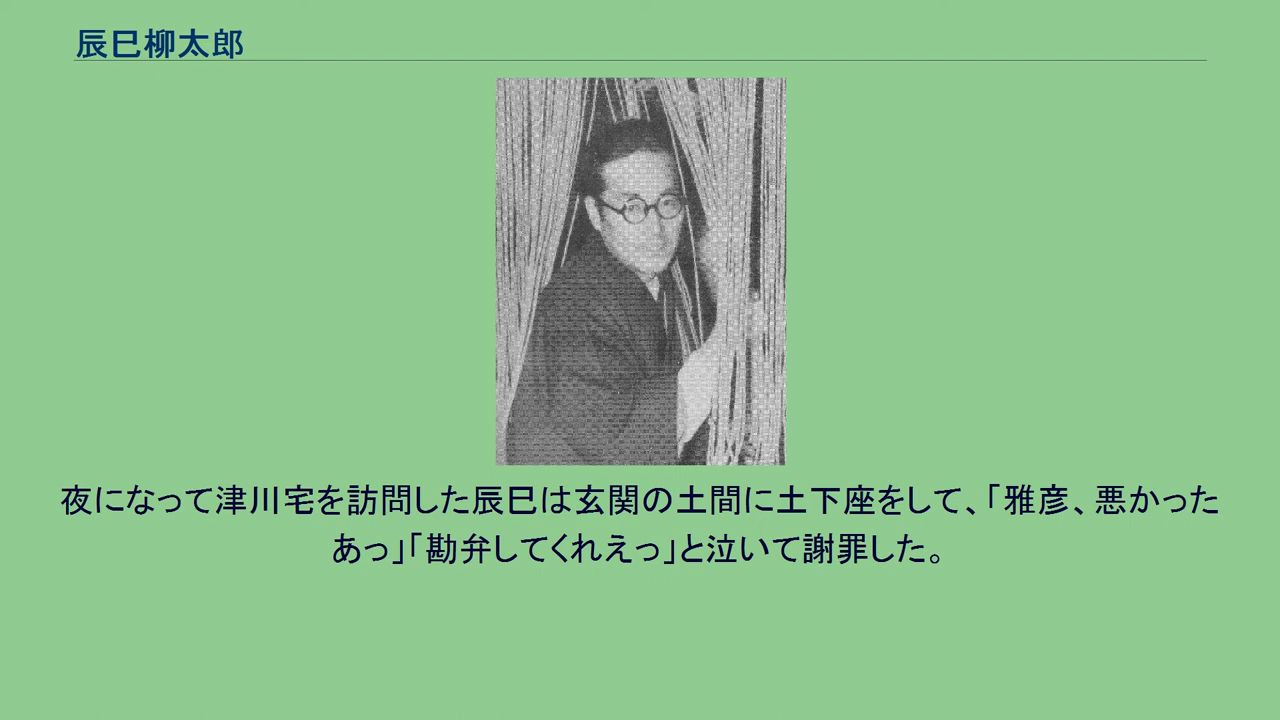 辰巳柳太郎
夜になって津川宅を訪問した辰巳は玄関の土間に土下座をして、「雅彦、悪かった
あっ」「勘弁してくれえっ」と泣いて謝罪した。